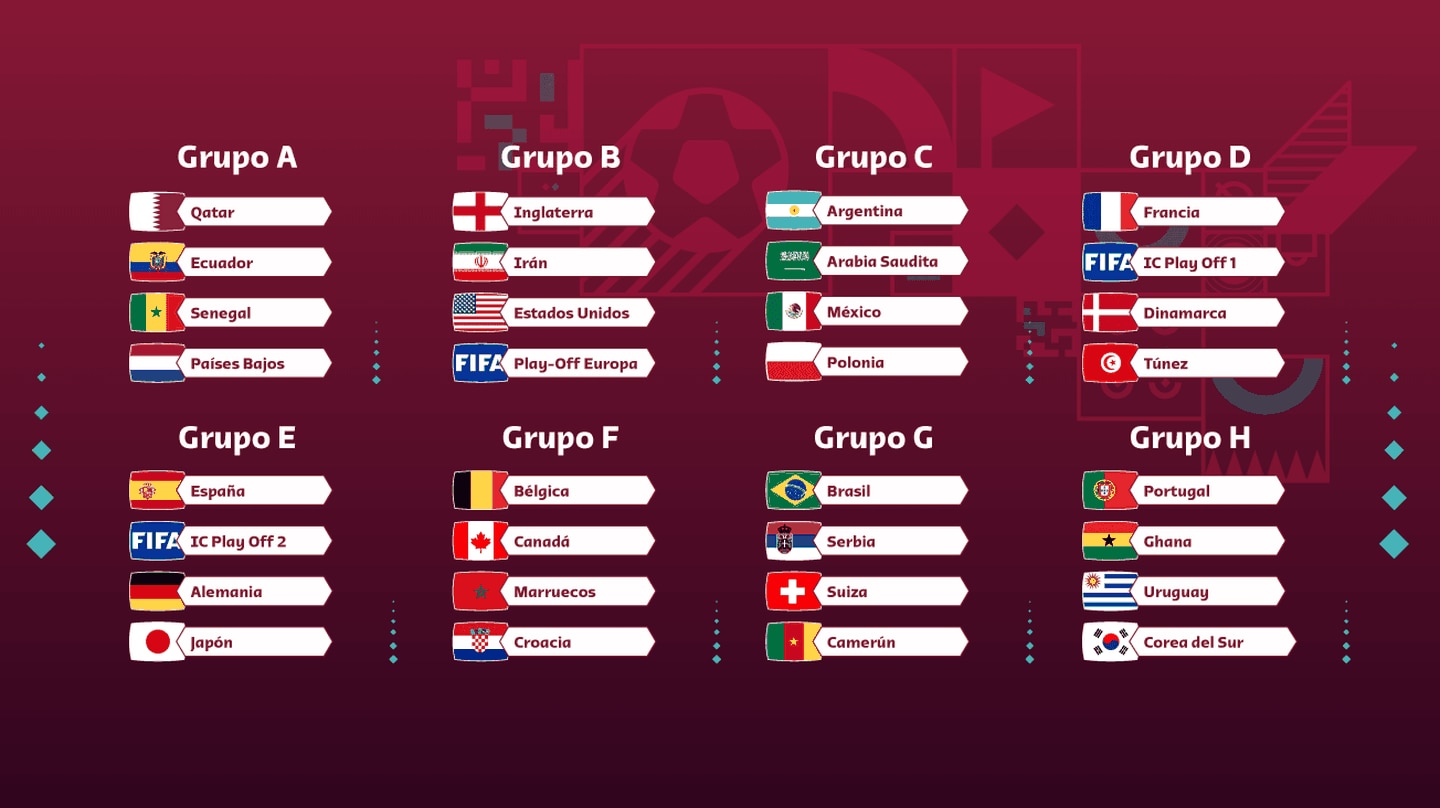 Grupo A
Qatar
Ecuador
Senegal
Países Bajos
Grupo B
Inglaterra
Irán
Estados Unidos
FIFA Play-Off Europa
Grupo C
Argentina
Arabia Saudita
México
Polonia
Grupo D
Francia
FIFA IC Play Off 1
Dinamarca
Túnez
Grupo E
España
FIFA IC Play Off 2
Alemania
Japón
Grupo F
Bélgica
Canadá
Marruecos
Croacia
Grupo G
Brasil
Serbia
Suiza
Camerún
Grupo H
Portugal
Ghana
Uruguay
Corea del Sur